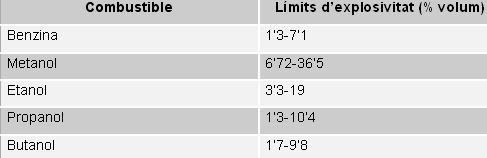 Combustible Límits d'explosivitat (% volum)
Benzina 1'3-7'1
Metanol 6'72-36'5
Etanol 3'3-19
Propanol 1'3-10'4
Butanol 1'7-9'8